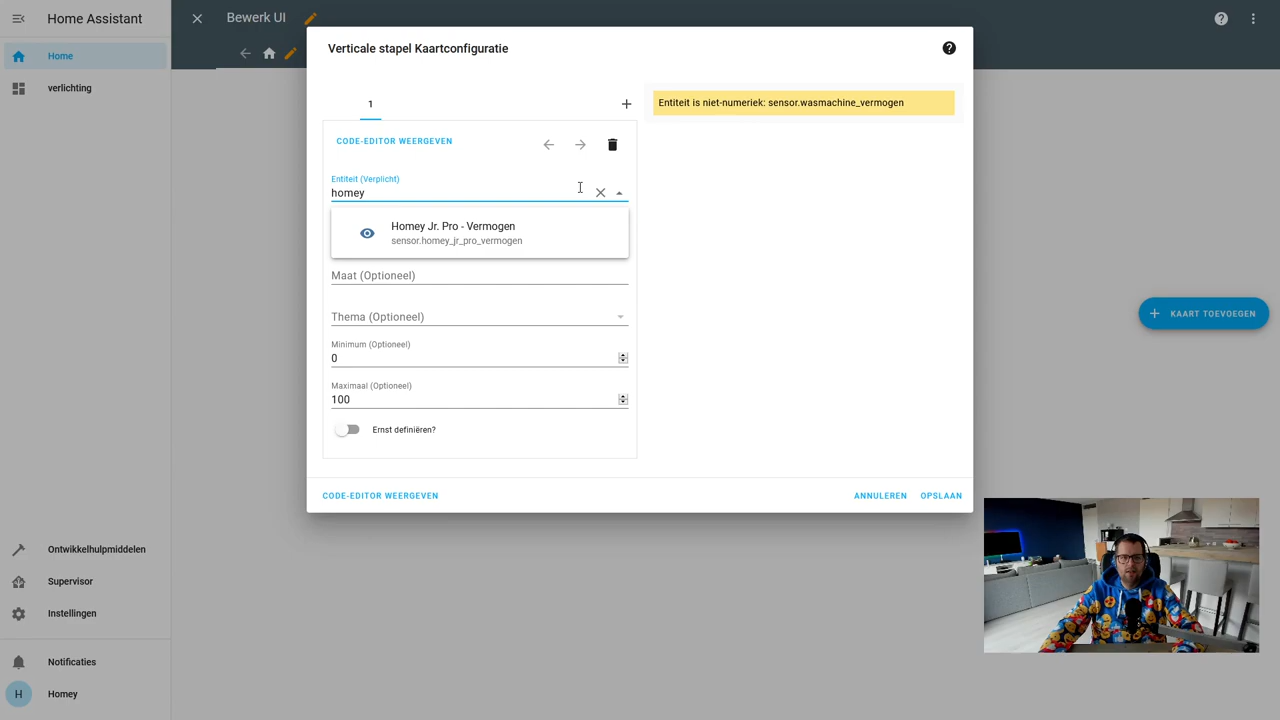 Home Assistant
Home
verlichting
Ontwikkelhulpmiddelen
Supervisor
Instellingen
Notificaties
H
Homey
Bewerk UI
Verticale stapel Kaartconfiguratie
1
CODE-EDITOR WEERGEVEN
Entiteit (Verplicht)
homey
Homey Jr. Pro - Vermogen
sensor.homey_jr_pro_vermogen
Maat (Optioneel)
Thema (Optioneel)
Minimum (Optioneel)
0
Maximaal (Optioneel)
100
Ernst definiëren?
Entiteit is niet-numeriek: sensor.wasmachine_vermogen
CODE-EDITOR WEERGEVEN
ANNULEREN
OPSLAAN
KAART TOEVOEGEN